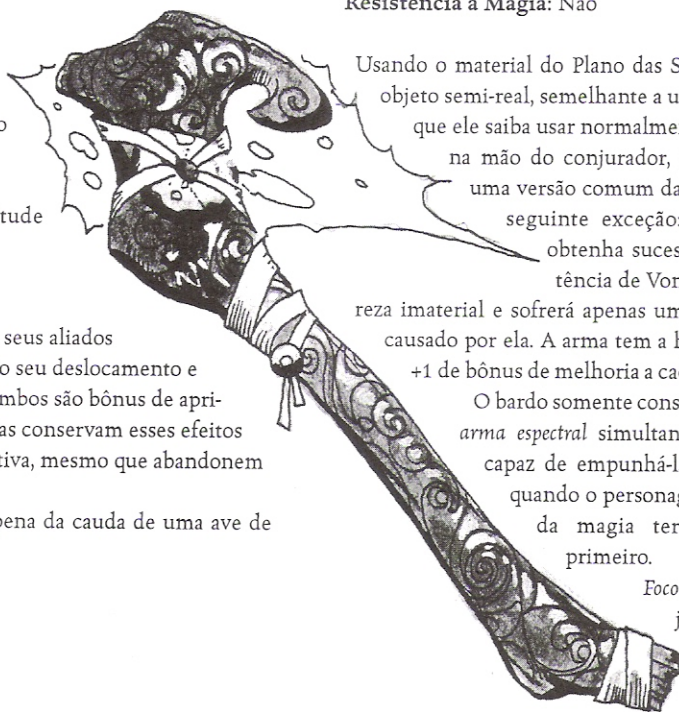 o
tude
seus aliados
o seu deslocamento e
mbos são bônus de apri-
as conservam esses efeitos
tiva, mesmo que abandonem
pena da cauda de uma ave de
Resistência à Magia: Não
Usando o material do Plano das S
objeto semi-real, semelhante a u
que ele saiba usar normalme
na mão do conjurador,
uma versão comum da
seguinte exceção:
obtenha suces
tência de Von
reza imaterial e sofrerá apenas um
causado por ela. A arma tem a h
+1 de bônus de melhoria a cad
O bardo somente cons
arma espectral simultan
capaz de empunhá-l
quando o personag
da magia ter
primeiro.
Foco
j